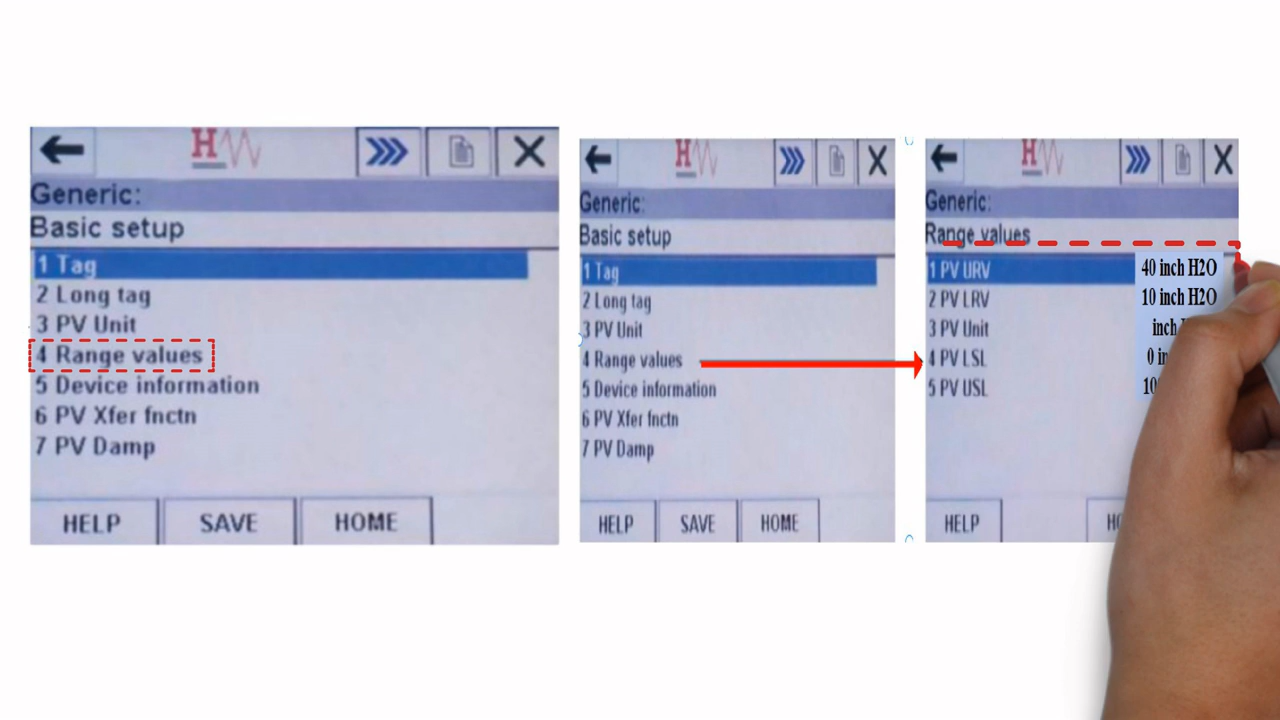 H
Generic:
Basic setup
1 Tag
2 Long tag
3 PV Unit
4 Range values
5 Device information
6 PV Xfer fnctn
7 PV Damp
HELP SAVE HOME
H
Generic:
Basic setup
1 Tag
2 Long tag
3 PV Unit
4 Range values
5 Device information
6 PV Xfer fnctn
7 PV Damp
HELP SAVE HOME
H
Generic:
Range values
1 PV URV 40 inch H2O
2 PV LRV 10 inch H2O
3 PV Unit inch
4 PV LSL 0
5 PV USL
HELP